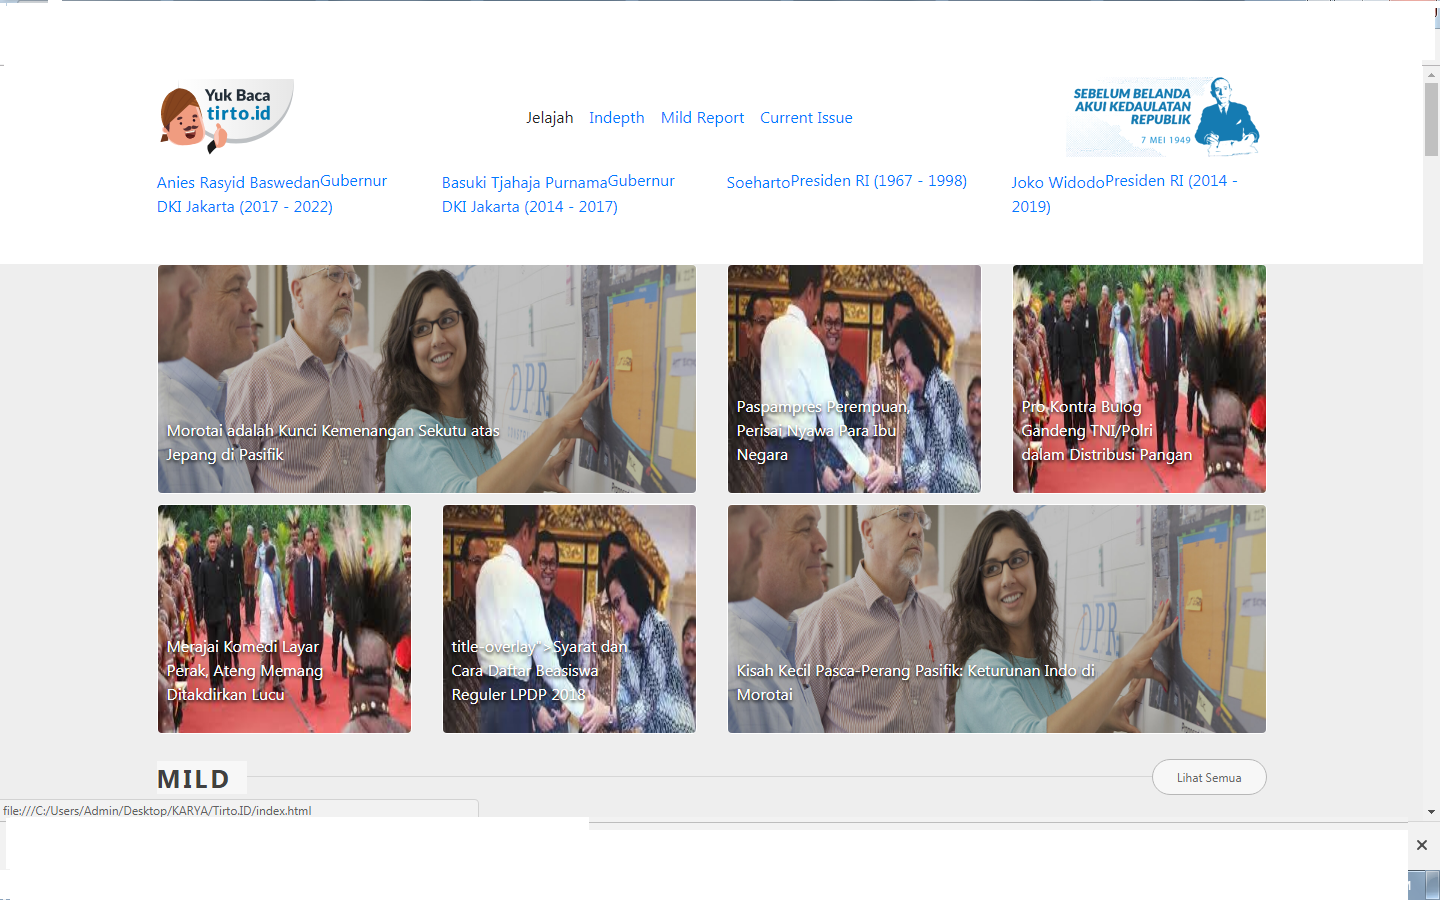 Yuk Baca
tirto.id
Jelajah Indepth Mild Report Current Issue
SEBELUM BELANDA
AKUI KEDAULATAN
REPUBLIK
7 MEI 1949
Anies Rasyid BaswedanGubernur
DKI Jakarta (2017 - 2022)
Basuki Tjahaja PurnamaGubernur
DKI Jakarta (2014 - 2017)
SoehartoPresiden RI (1967 - 1998)
Joko WidodoPresiden RI (2014 -
2019)
DPR
Morotai adalah Kunci Kemenangan Sekutu atas
Jepang di Pasifik
Paspampres Perempuan,
Perisai Nyawa Para Ibu
Negara
Pro Kontra Bulog
Gandeng TNI/Polri
dalam Distribusi Pangan
Merajai Komedi Layar
Perak, Ateng Memang
Ditakdirkan Lucu
title-overlay">Syarat dan
Cara Daftar Beasiswa
Reguler LPDP 2018
DPR
Kisah Kecil Pasca-Perang Pasifik: Keturunan Indo di
Morotai
MILD
Lihat Semua
file:///C:/Users/Admin/Desktop/KARYA/Tirto.ID/index.html